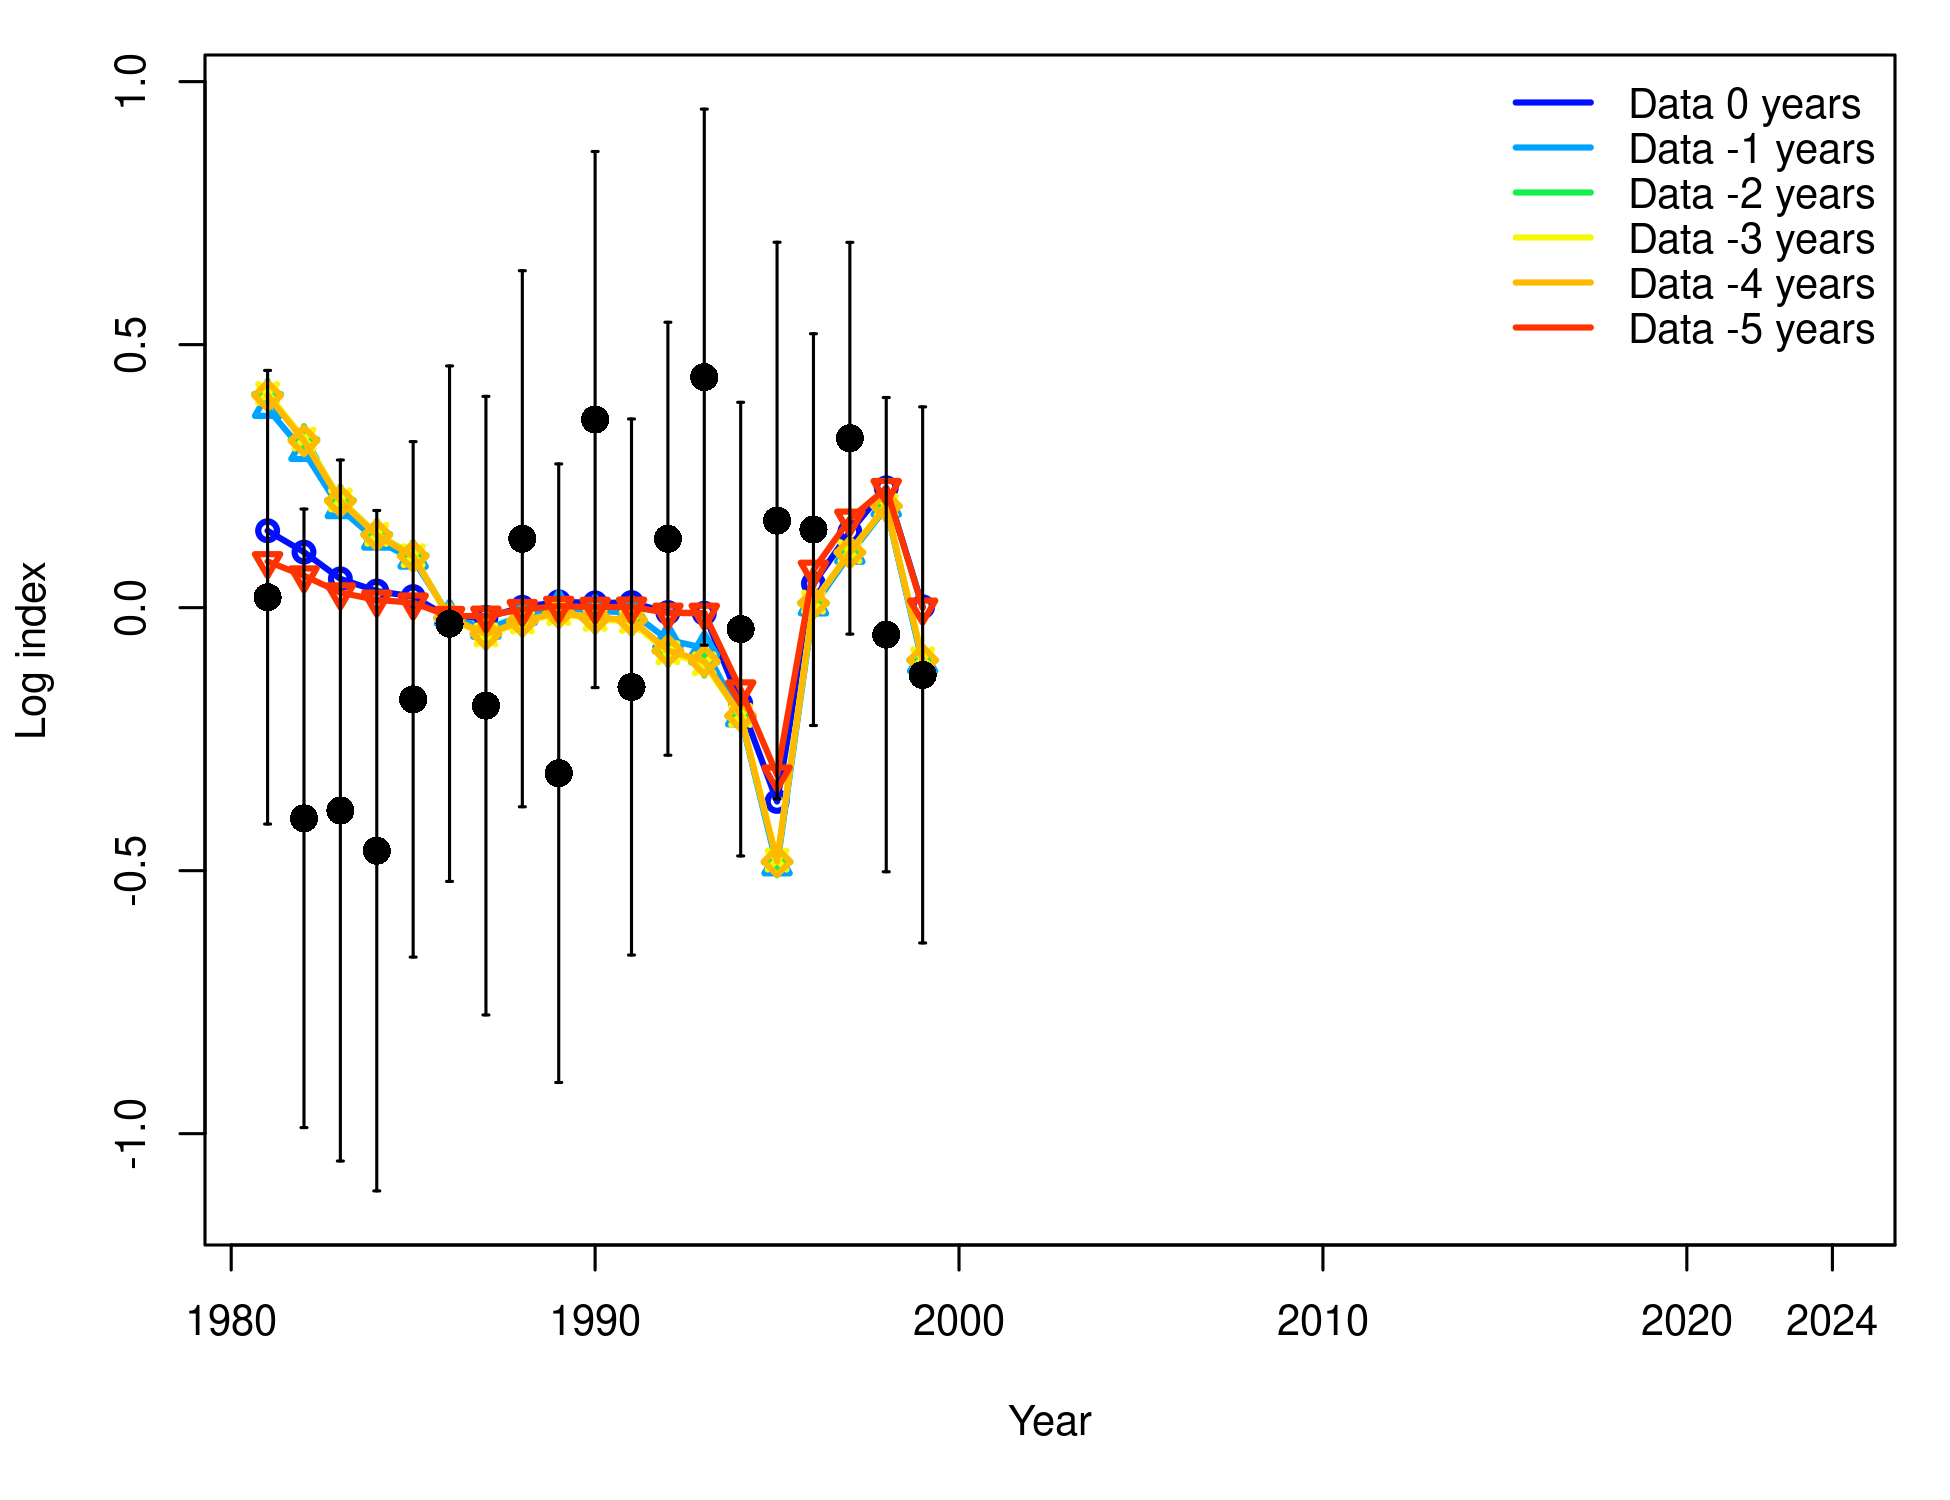 1.0
0.5
0.0
-0.5
-1.0
Log index
Data 0 years
Data -1 years
Data -2 years
Data -3 years
Data -4 years
Data -5 years
1980 1990 2000 2010 2020 2024
Year